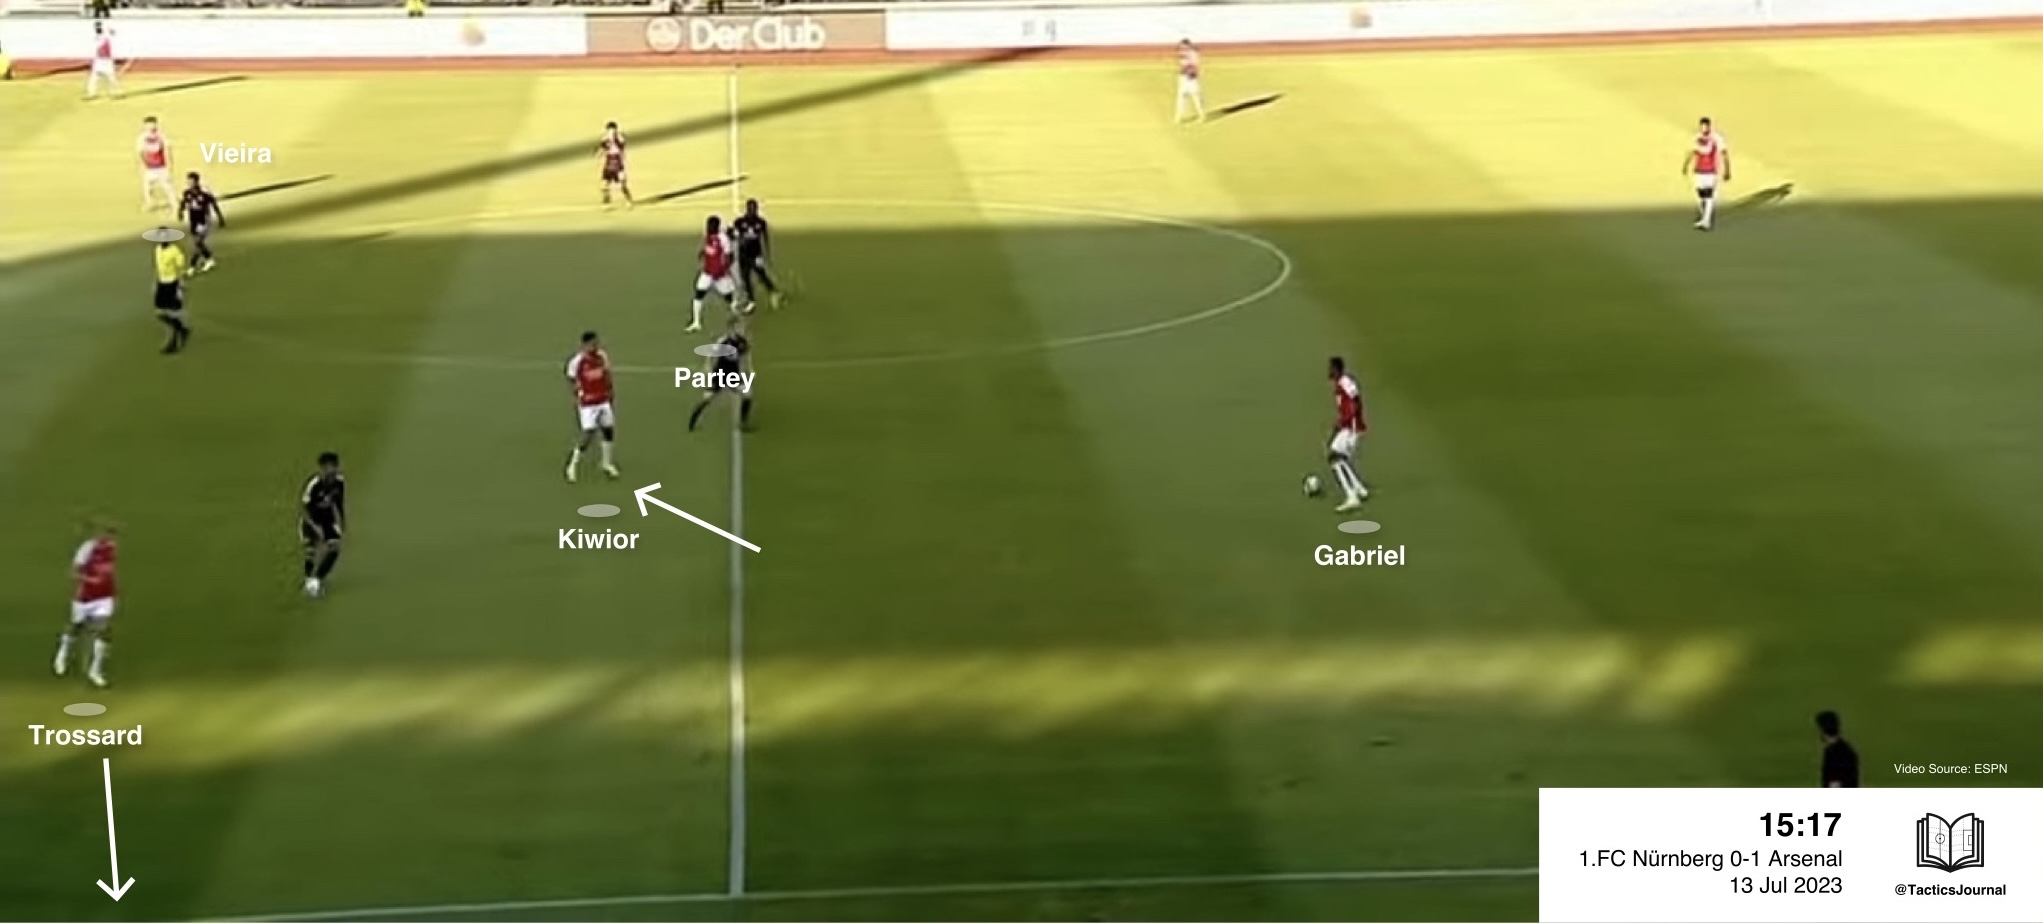 Der Club
Vieira
Partey
Kiwior
Gabriel
Trossard
Video Source: ESPN
15:17
1.FC Nürnberg 0-1 Arsenal
13 Jul 2023
@TacticsJournal